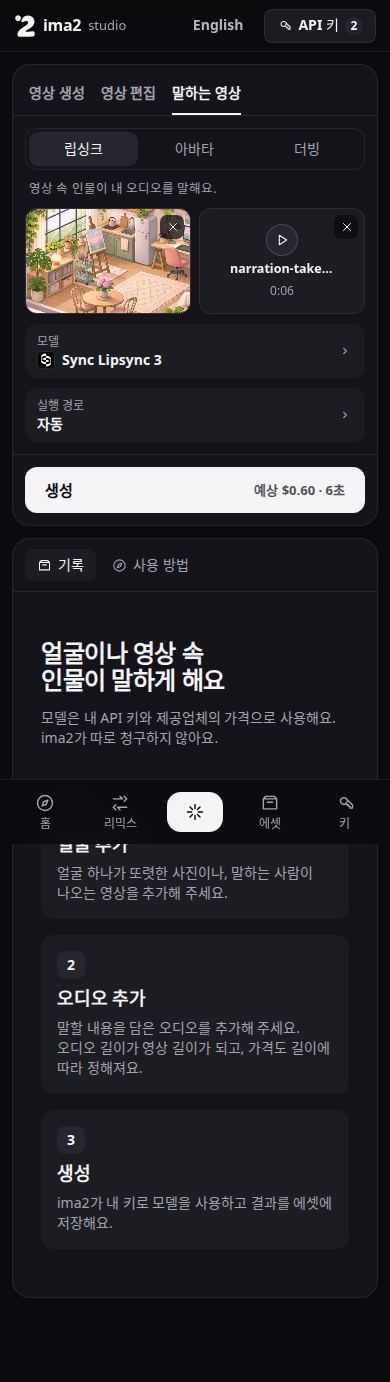 ima2 studio
English
API 키 2
영상 생성 영상 편집 말하는 영상
립싱크 아바타 더빙
영상 속 인물이 내 오디오를 말해요.
narration-take...
0:06
모델
Sync Lipsync 3
실행 경로
자동
생성
예상 $0.60 · 6초
기록 사용 방법
얼굴이나 영상 속
인물이 말하게 해요
모델은 내 API 키와 제공업체의 가격으로 사용해요.
ima2가 따로 청구하지 않아요.
홈 리믹스 에셋 키
얼굴 추가
얼굴 하나가 또렷한 사진이나, 말하는 사람이
나오는 영상을 추가해 주세요.
2
오디오 추가
말할 내용을 담은 오디오를 추가해 주세요.
오디오 길이가 영상 길이가 되고, 가격도 길이에
따라 정해져요.
3
생성
ima2가 내 키로 모델을 사용하고 결과를 에셋에
저장해요.